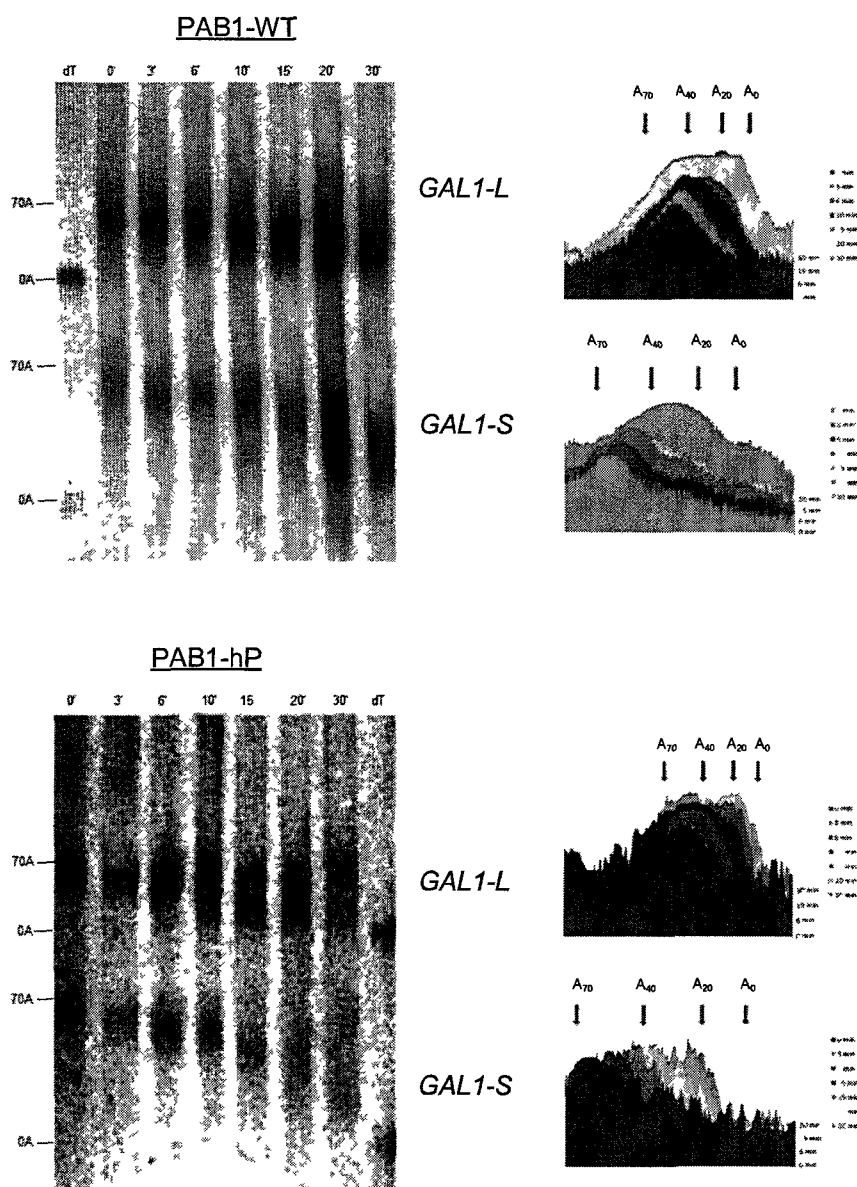 PAB1-WT
dT 0' 3' 6' 10' 15' 20' 30'
70A
0A
70A
0A
GAL1-L
A70 A40 A20 A0
GAL1-S
A70 A40 A20 A0
PAB1-hP
0' 3' 6' 10' 15 20' 30' dT
70A
0A
70A
0A
GAL1-L
A70 A40 A20 A0
GAL1-S
A70 A40 A20 A0